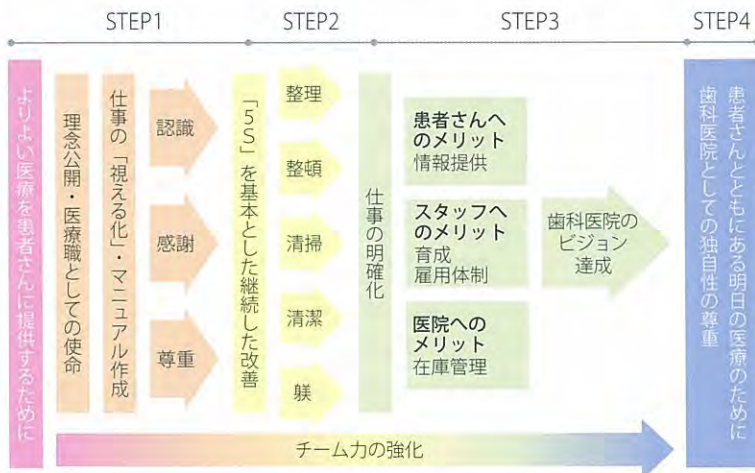 STEP1
STEP2
STEP3
STEP4
よりよい医療を患者さんに提供するために
理念公開・医療職としての使命
仕事の「視える化」・マニュアル作成
認識
感謝
尊重
「5S」を基本とした継続した改善
整理
整頓
清掃
清潔
躾
仕事の明確化
患者さんへ
のメリット
情報提供
スタッフへ
のメリット
育成
雇用体制
医院への
メリット
在庫管理
歯科医院の
ビジョン
達成
患者さんとともにある明日の医療のために
歯科医院としての独自性の尊重
チーム力の強化